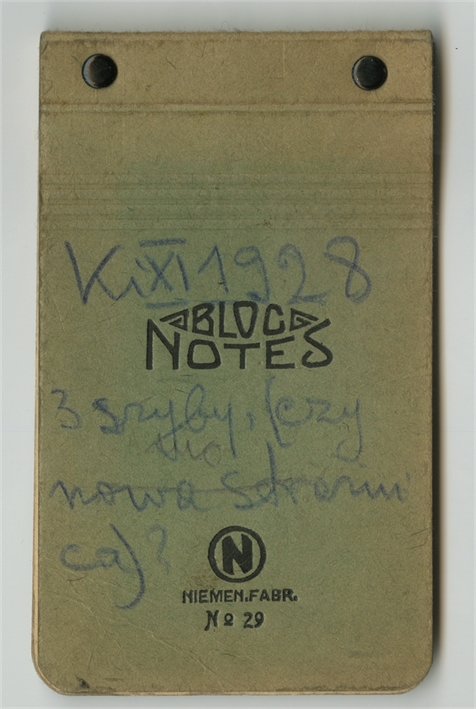 K. XI 1928
BLOC
NOTES
3 szyby, (czy
nowa
ca)?
N
NIEMEN.FABR.
No 29